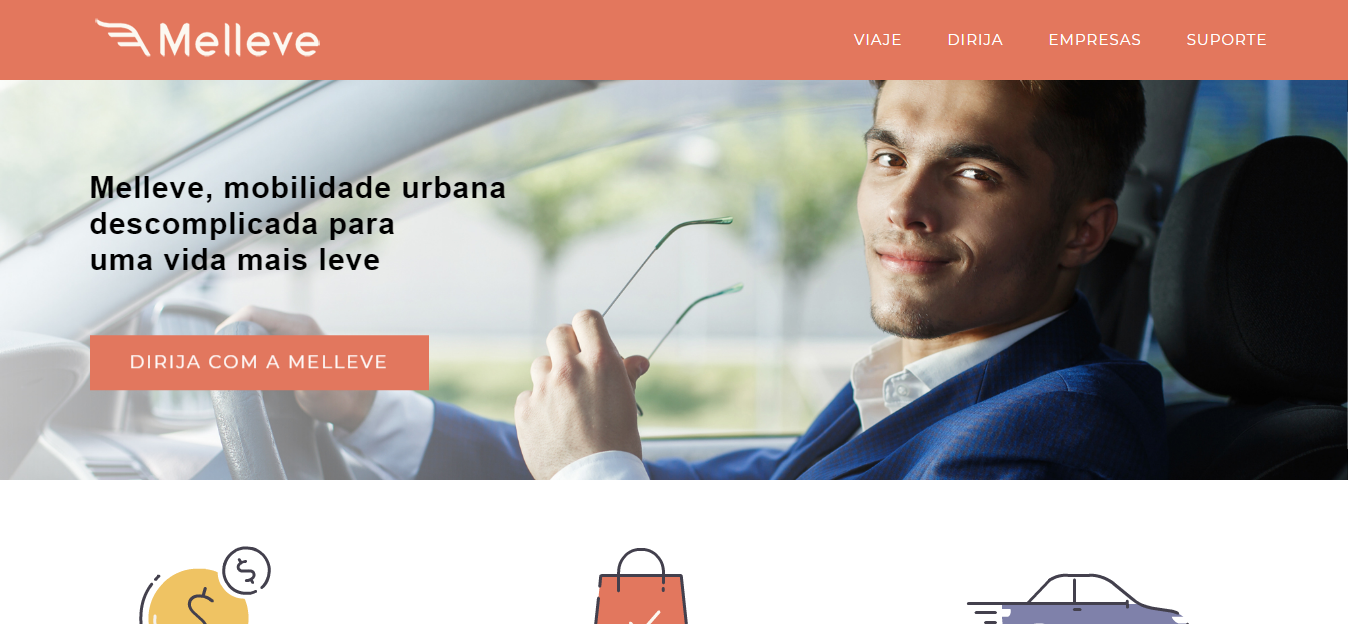 Melleve
VIAJE
DIRIJA
EMPRESAS
SUPORTE
Melleve, mobilidade urbana
descomplicada para
uma vida mais leve
DIRIJA COM A MELLEVE
$
$